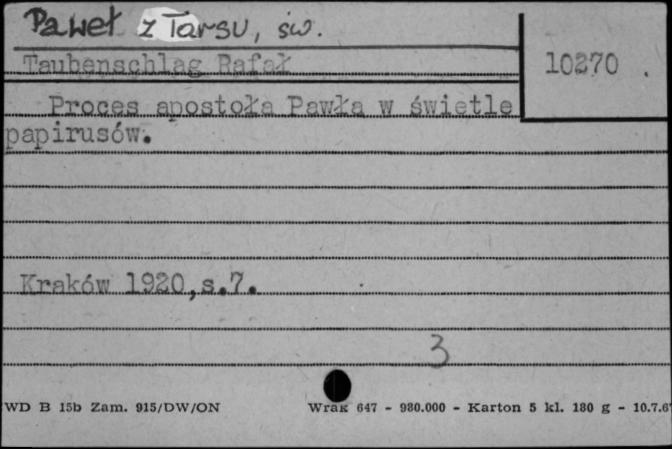 Paweł z Tarsu, św.
Taubenschlag Rafał
10270
Proces apostoła Pawła w świetle
papirusów.
Kraków 1920,s.7.
3
WD B 15b Zam. 915/DW/ON Wrak 647 - 980.000 - Karton 5 kl. 180 g - 10.7.6